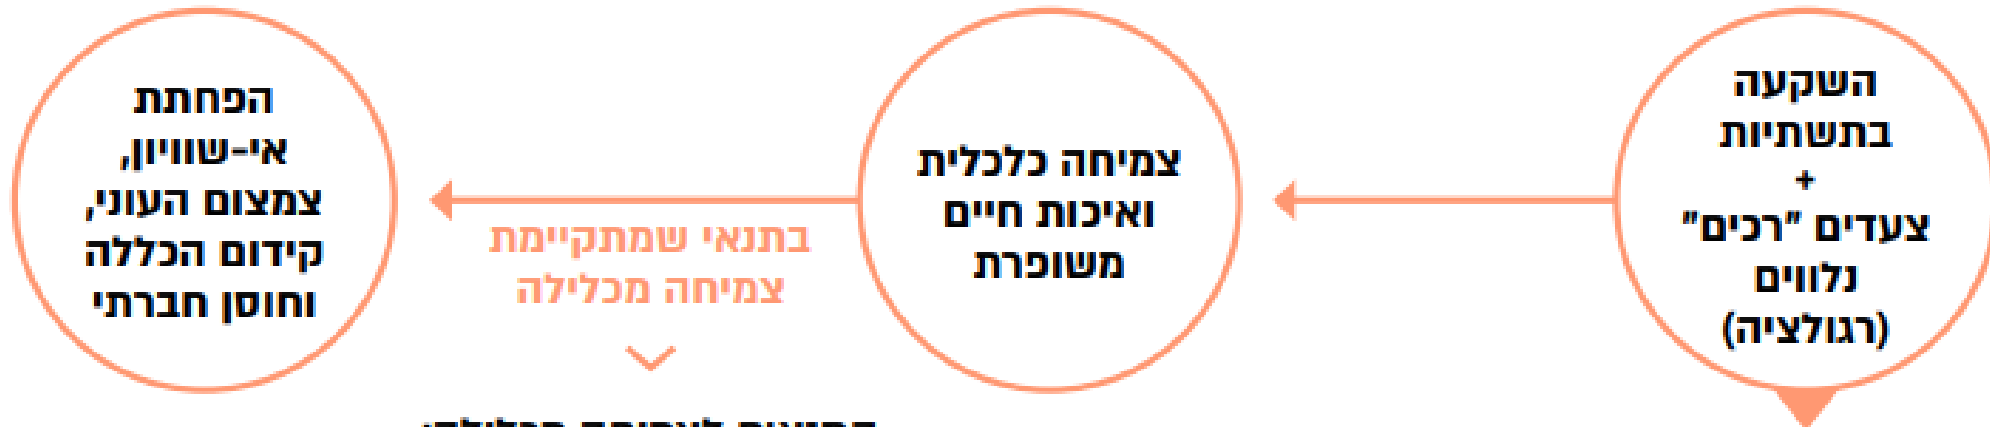 השקעה
בתשתיות
+
צעדים "רכים"
נלווים
(רגולציה)
צמיחה כלכלית
ואיכות חיים
משופרת
בתנאי שמתקיימת
צמיחה מכלילה
הפחתת
אי-שוויון,
צמצום העוני,
קידום הכללה
וחוסן חברתי